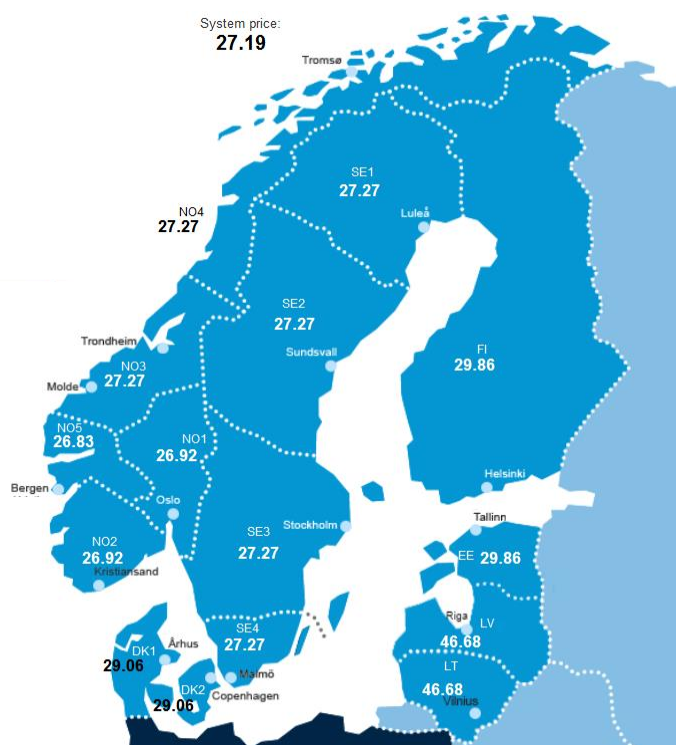 System price:
27.19
Tromsø
SE1
27.27
NO4
27.27
Luleå
SE2
27.27
Trondheim
Sundsvall
FI
29.86
NO3
27.27
Molde
NO5
26.83
NO1
26.92
Helsinki
Bergen
Oslo
Tallinn
Stockholm
SE3
27.27
NO2
26.92
EE 29.86
Kristiansand
Riga
LV
46.68
SE4
27.27
Århus
DK1
29.06
LT
46.68
Malmö
DK2
29.06
Copenhagen
Vilnius